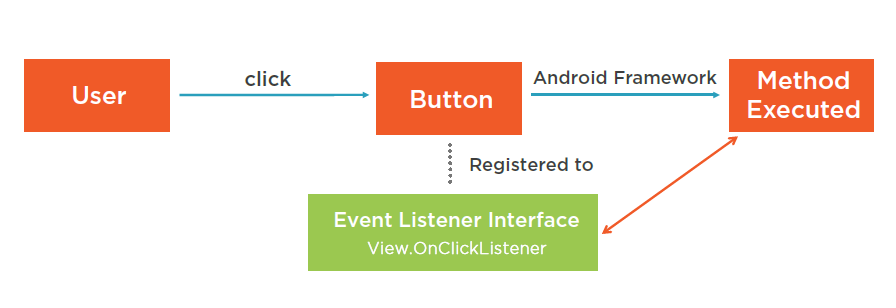 User
click
Button
Android Framework
Method
Executed
Registered to
Event Listener Interface
View.OnClickListener